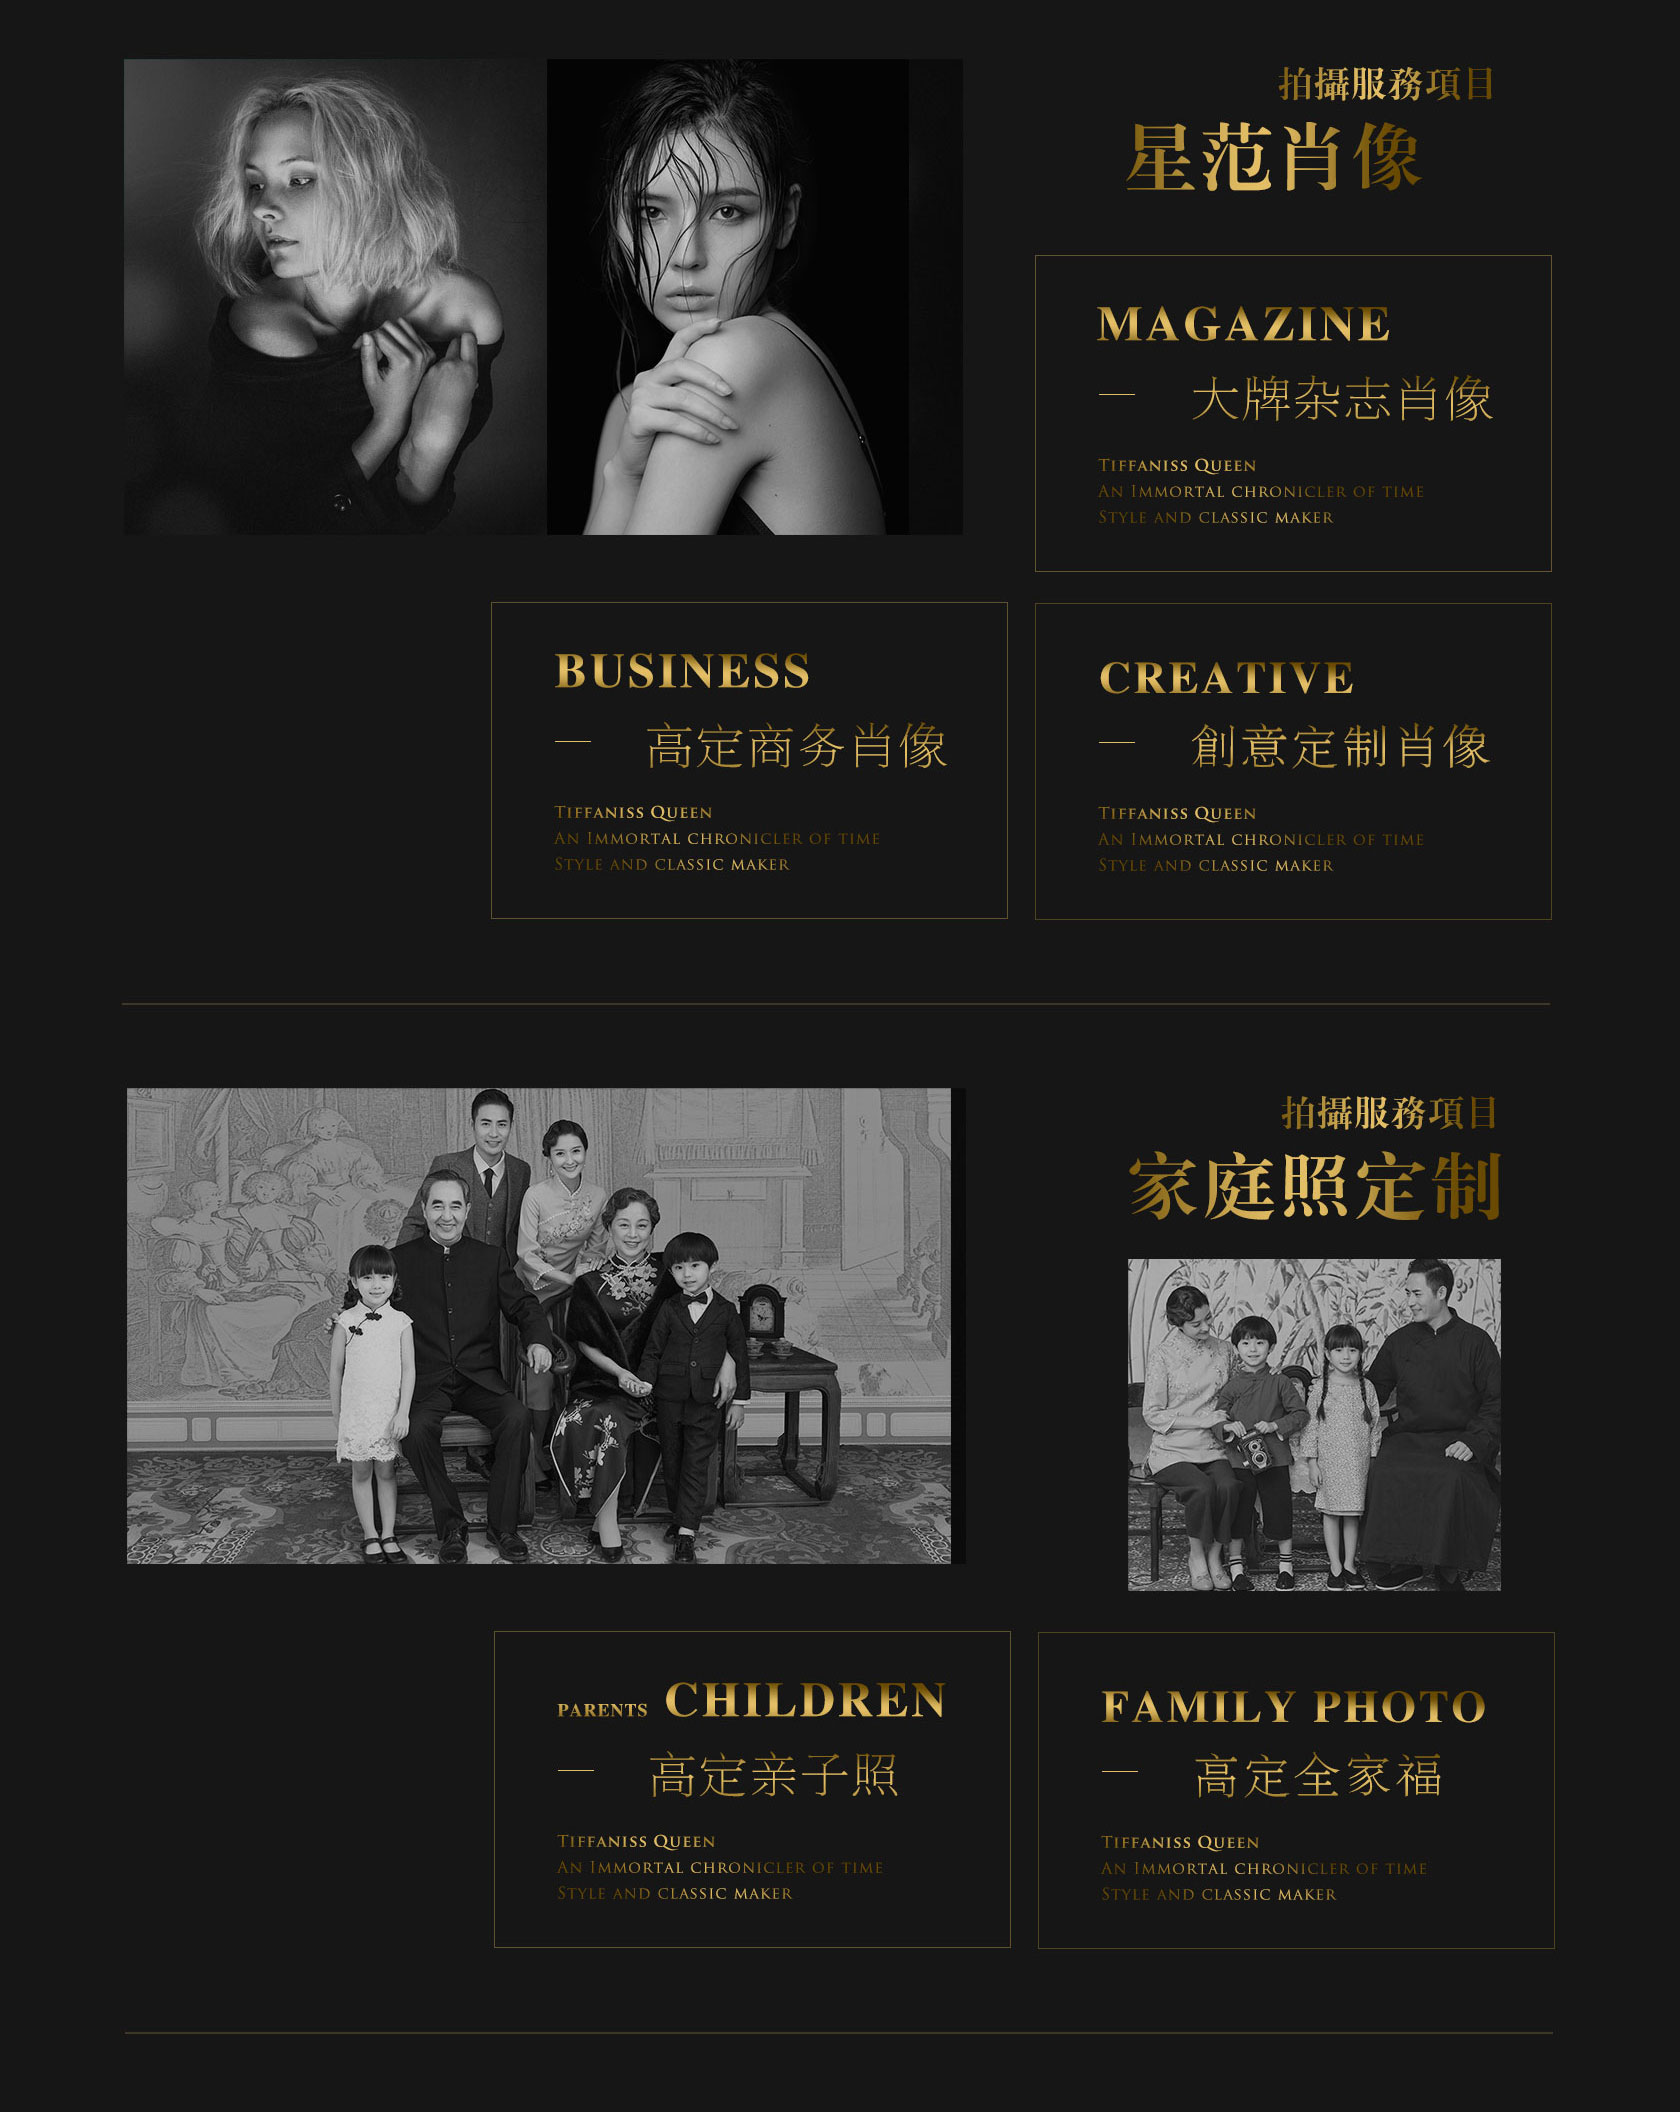 拍攝服務項目
星范肖像
MAGAZINE
— 大牌杂志肖像
Tiffaniss Queen
An Immortal chronicler of time
Style and classic maker
BUSINESS
— 高定商务肖像
Tiffaniss Queen
An Immortal chronicler of time
Style and classic maker
CREATIVE
— 創意定制肖像
Tiffaniss Queen
An Immortal chronicler of time
Style and classic maker
拍攝服務項目
家庭照定制
PARENTS CHILDREN
— 高定亲子照
Tiffaniss Queen
An Immortal chronicler of time
Style and classic maker
FAMILY PHOTO
— 高定全家福
Tiffaniss Queen
An Immortal chronicler of time
Style and classic maker